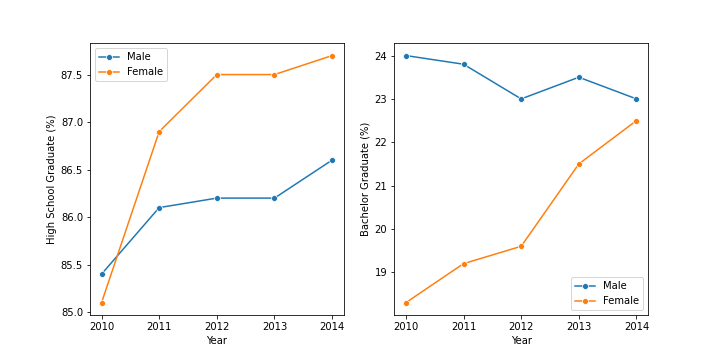 Male
Female
High School Graduate (%)
87.5
87.0
86.5
86.0
85.5
85.0
2010 2011 2012 2013 2014
Year
Bachelor Graduate (%)
24
23
22
21
20
19
Male
Female
2010 2011 2012 2013 2014
Year